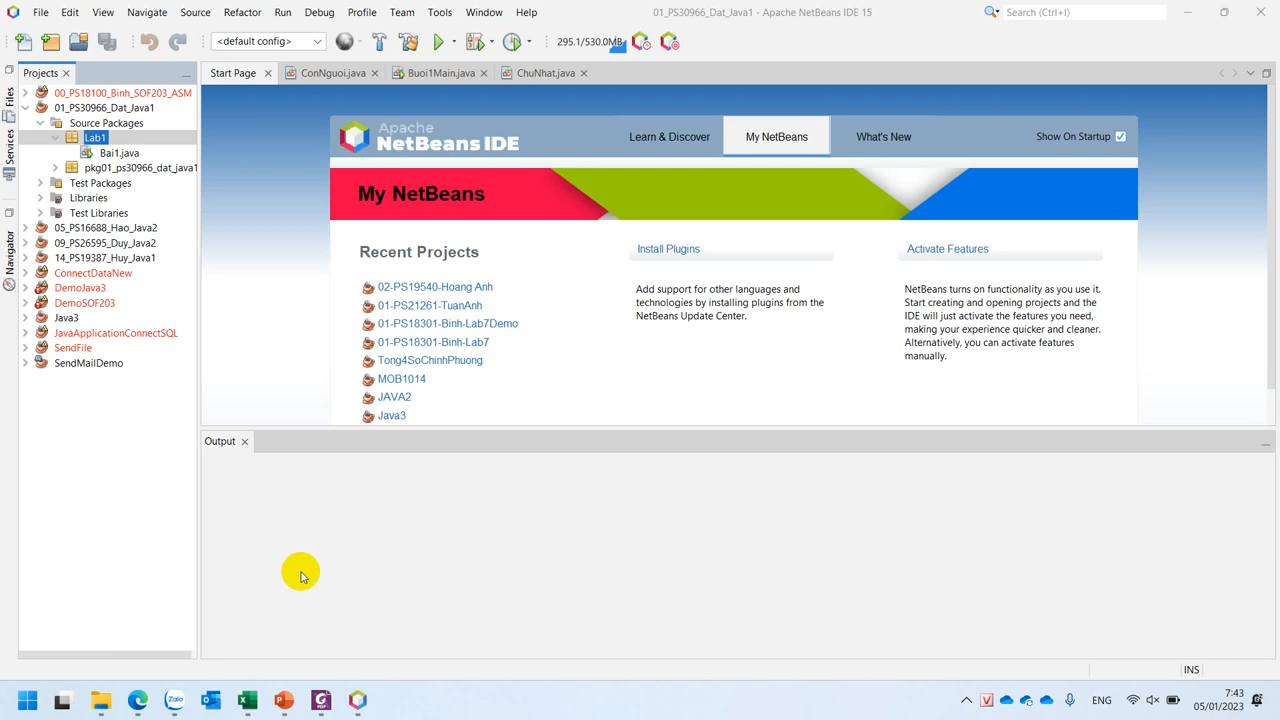 File Edit View Navigate Source Refactor Run Debug Profile Team Tools Window Help
01_PS30966_Dat_Java1 - Apache NetBeans IDE 15
Search (Ctrl+I)
<default config>
295.1/530.0MB
Projects
Start Page
ConNguoi.java
Buoi1Main.java
ChuNhat.java
Files
Services
Navigator
00_PS18100_Binh_SOF203_ASM
01_PS30966_Dat_Java1
Source Packages
Lab1
Bai1.java
pkg01_ps30966_dat_java1
Test Packages
Libraries
Test Libraries
05_PS16688_Hao_Java2
09_PS26595_Duy_Java2
14_PS19387_Huy_Java1
ConnectDataNew
DemoJava3
DemoSOF203
Java3
JavaApplicationConnectSQL
SendFile
SendMailDemo
Apache
NetBeans IDE
Learn & Discover
My NetBeans
What's New
Show On Startup
My NetBeans
Recent Projects
02-PS19540-Hoang Anh
01-PS21261-TuanAnh
01-PS18301-Binh-Lab7Demo
01-PS18301-Binh-Lab7
Tong4SoChinhPhuong
MOB1014
JAVA2
Java3
Install Plugins
Add support for other languages and
technologies by installing plugins from the
NetBeans Update Center.
Activate Features
NetBeans turns on functionality as you use it.
Start creating and opening projects and the
IDE will just activate the features you need,
making your experience quicker and cleaner.
Alternatively, you can activate features
manually.
Output
INS
Zalo
ENG
7:43
05/01/2023